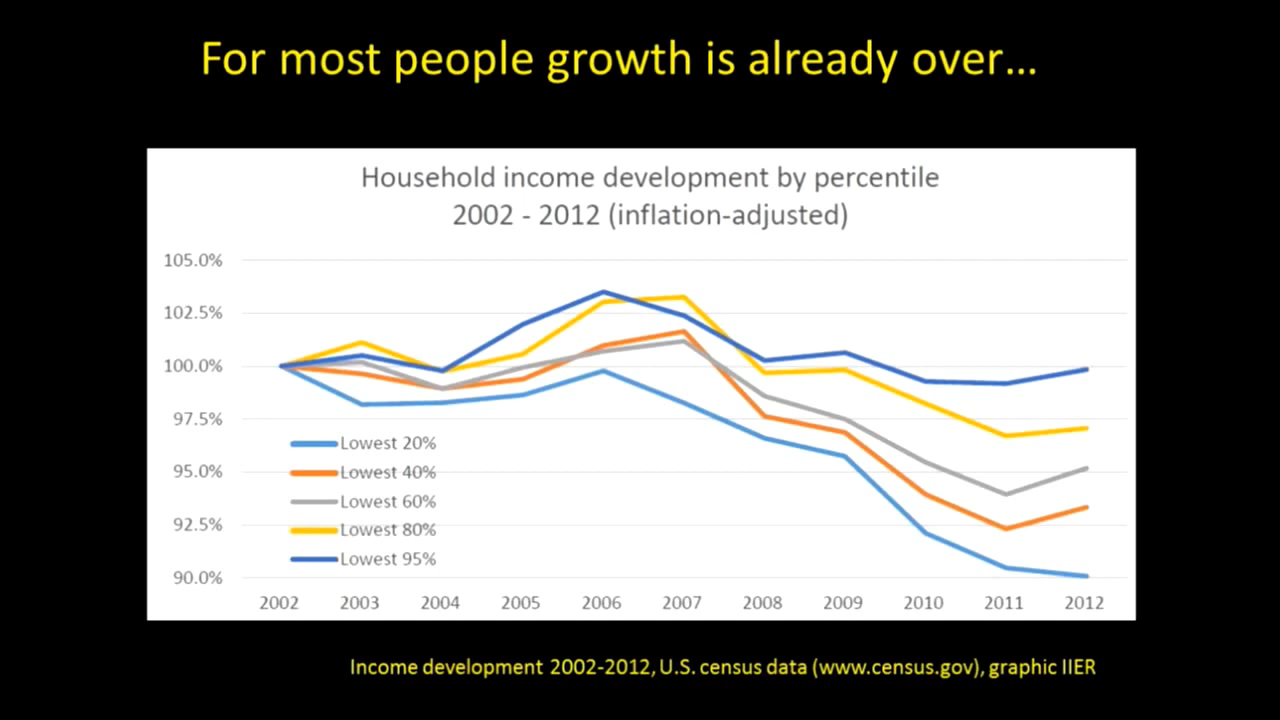 For most people growth is already over...
Household income development by percentile
2002 - 2012 (inflation-adjusted)
105.0%
102.5%
100.0%
97.5%
95.0%
92.5%
90.0%
Lowest 20%
Lowest 40%
Lowest 60%
Lowest 80%
Lowest 95%
2002 2003 2004 2005 2006 2007 2008 2009 2010 2011 2012
Income development 2002-2012, U.S. census data (www.census.gov), graphic IIER